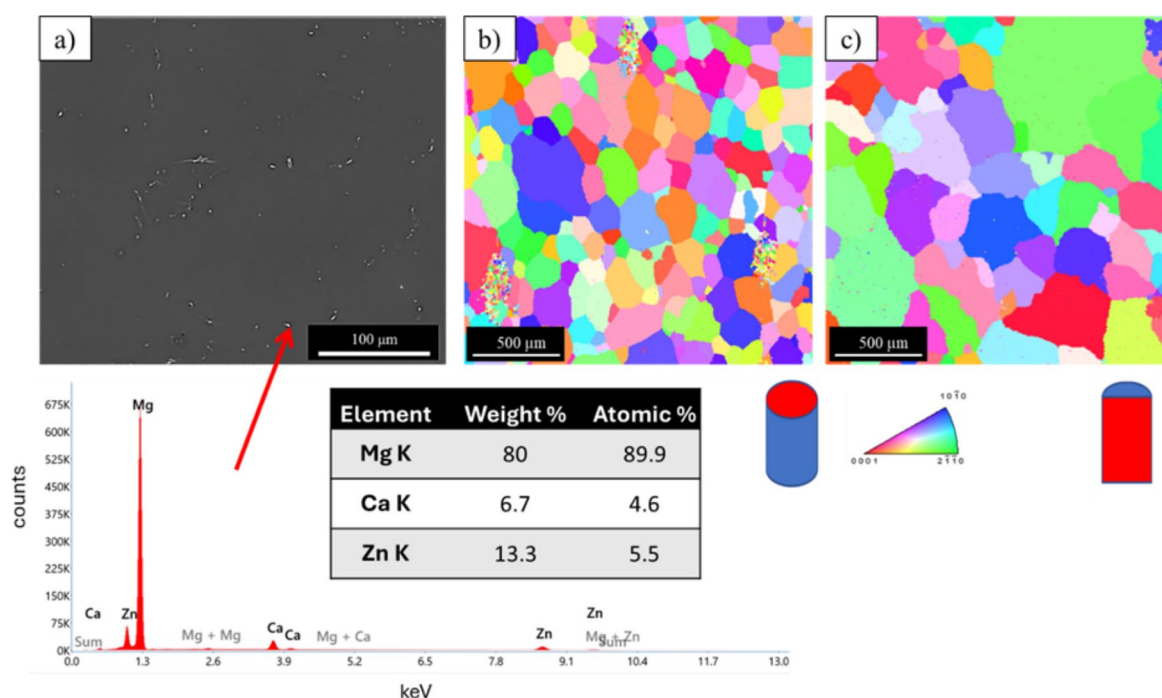 a)
b)
c)
100 μm
500 μm
500 μm
Element Weight % Atomic %
Mg K 80 89.9
Ca K 6.7 4.6
Zn K 13.3 5.5
10-10
0001
2-1-10
counts
675K
600K
525K
450K
375K
300K
225K
150K
75K
0K
Mg
Ca
Zn
Sum
Mg + Mg
Ca
Ca
Mg + Ca
Zn
Zn
Mg + Zn
Sum
0.0 1.3 2.6 3.9 5.2 6.5 7.8 9.1 10.4 11.7 13.0
keV